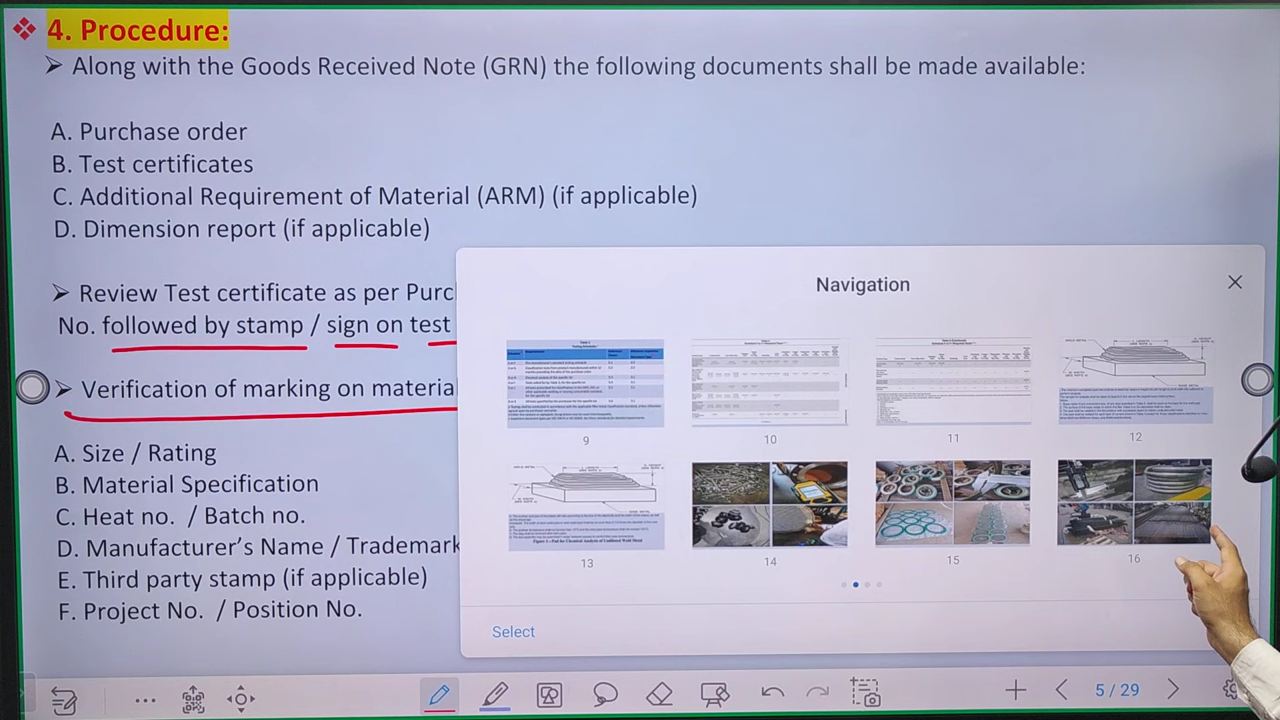 ❖ 4. Procedure:
➢ Along with the Goods Received Note (GRN) the following documents shall be made available:
A. Purchase order
B. Test certificates
C. Additional Requirement of Material (ARM) (if applicable)
D. Dimension report (if applicable)
➢ Review Test certificate as per Purc
No. followed by stamp / sign on test
➢ Verification of marking on materia
A. Size / Rating
B. Material Specification
C. Heat no. / Batch no.
D. Manufacturer's Name / Trademark
E. Third party stamp (if applicable)
F. Project No. / Position No.
Navigation
9
10
11
12
13
14
15
16
Select
5 / 29